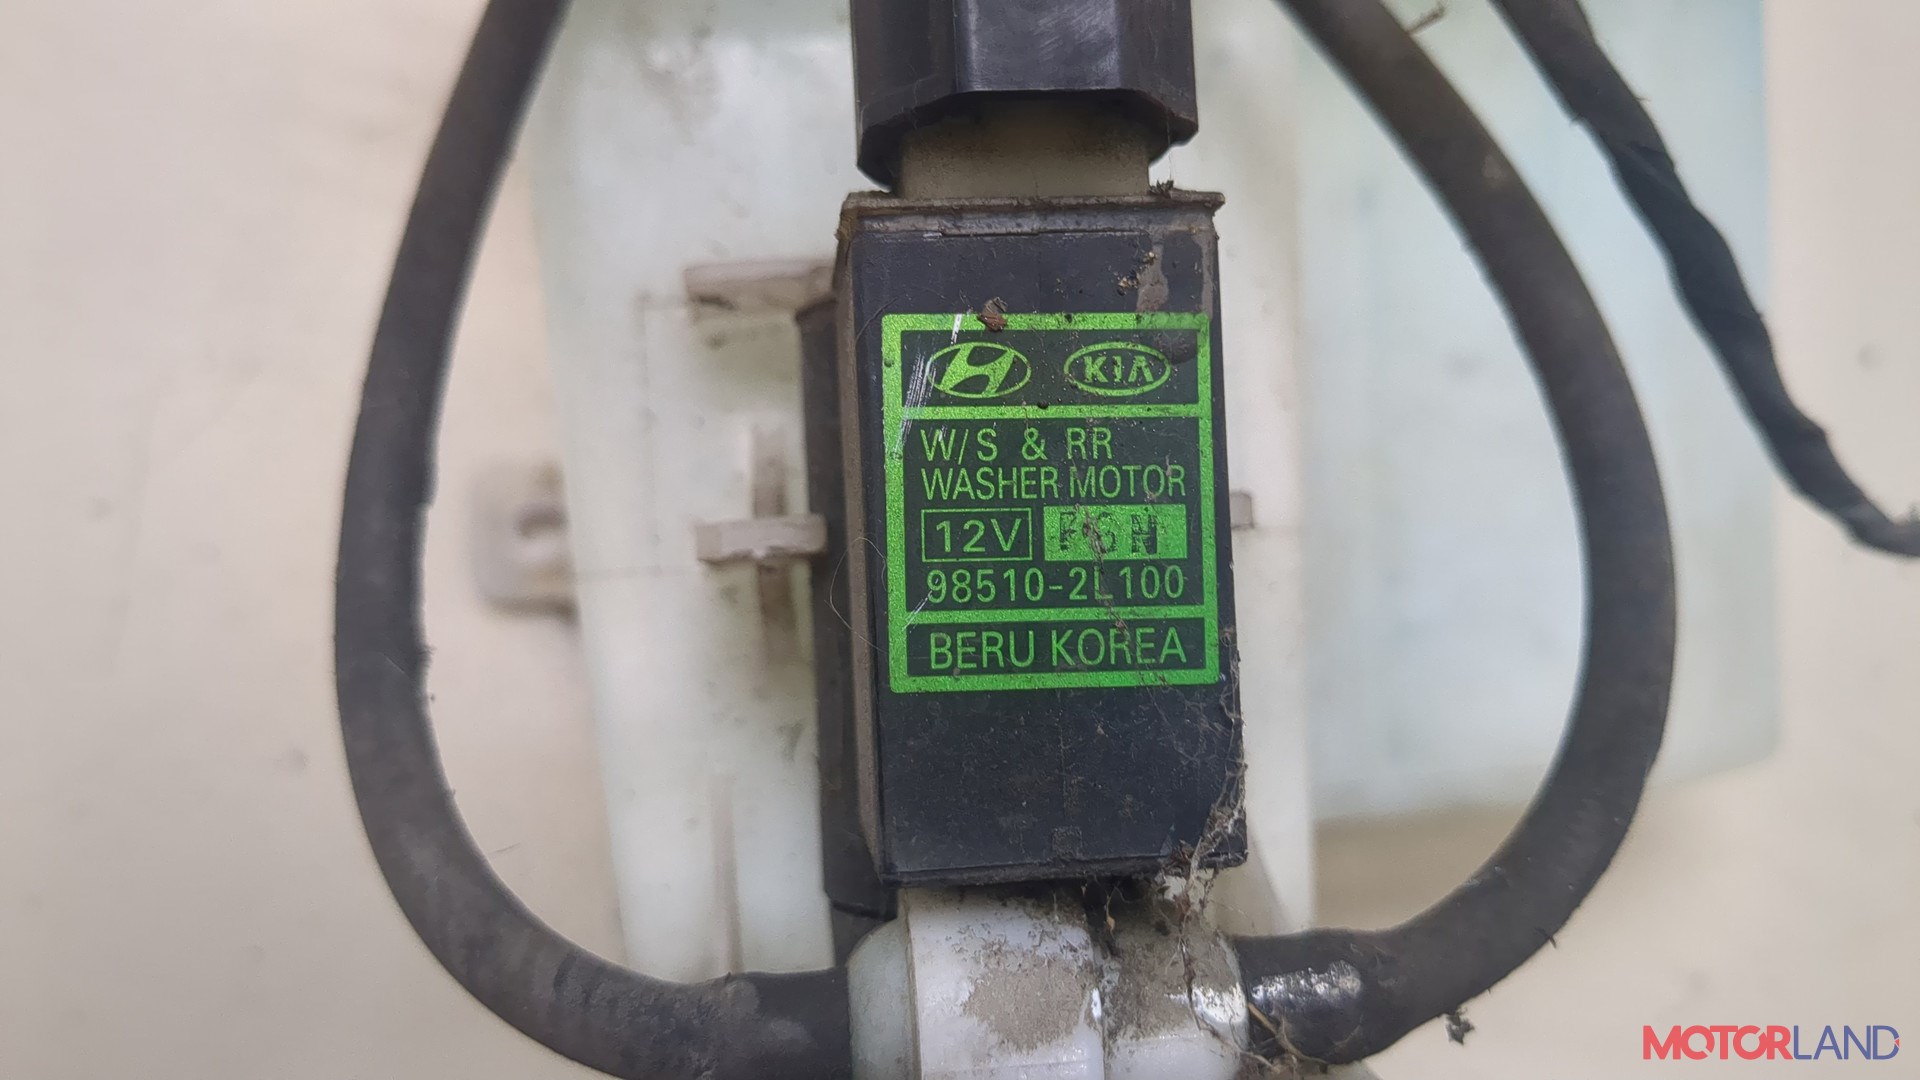 KIA
W/S & RR
WASHER MOTOR
12V
98510-2L100
BERU KOREA
MOTORLAND